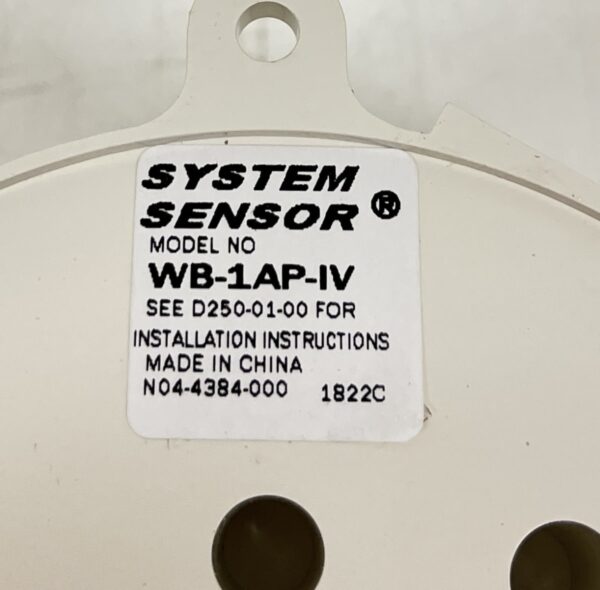 SYSTEM
SENSOR ®
MODEL NO
WB-1AP-IV
SEE D250-01-00 FOR
INSTALLATION INSTRUCTIONS
MADE IN CHINA
N04-4384-000 1822C